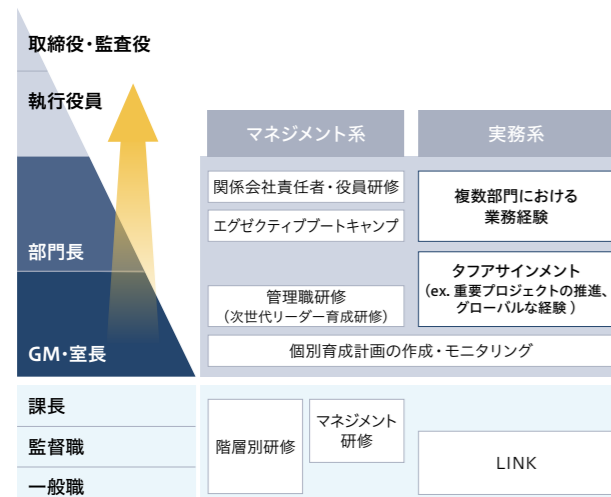 取締役・監査役
執行役員
マネジメント系
実務系
関係会社責任者・役員研修
エグゼクティブブートキャンプ
複数部門における
業務経験
部門長
タフアサインメント
(ex. 重要プロジェクトの推進、
グローバルな経験 )
管理職研修
(次世代リーダー育成研修)
GM・室長
個別育成計画の作成・モニタリング
課長
監督職
一般職
階層別研修
マネジメント
研修
LINK